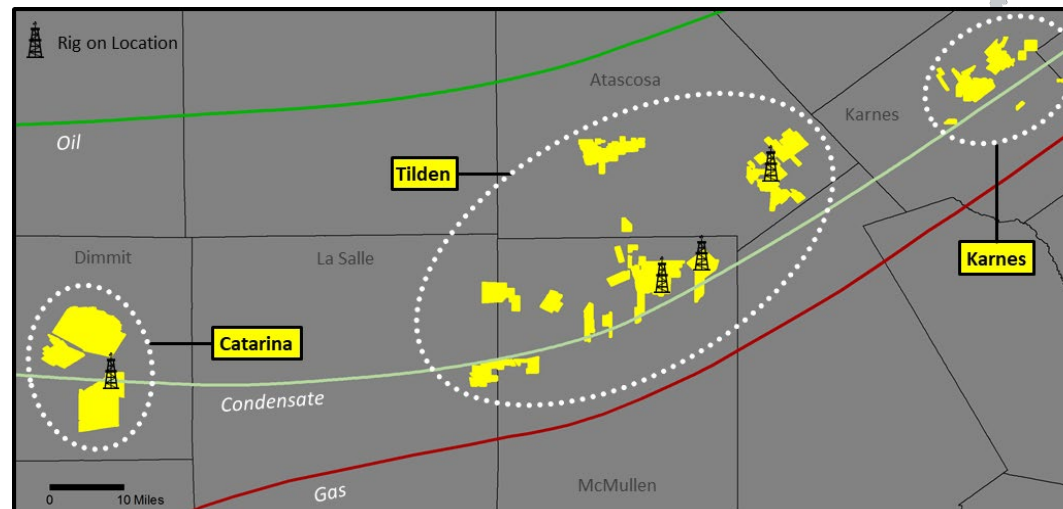 Rig on Location
Atascosa
Karnes
Oil
Tilden
Dimmit
La Salle
Karnes
Catarina
Condensate
Gas
McMullen
0 10 Miles